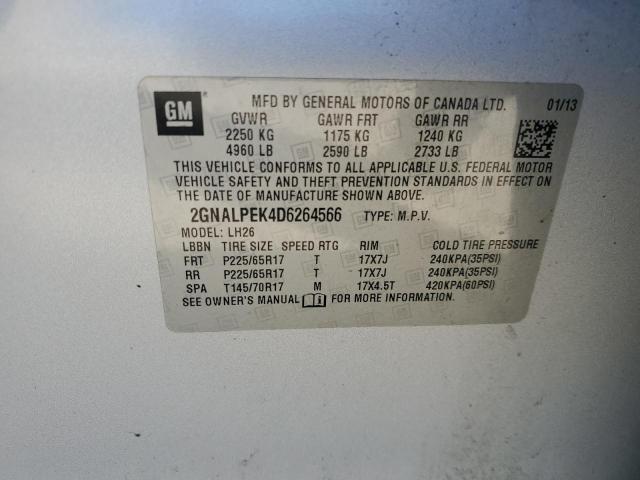 GM
MFD BY GENERAL MOTORS OF CANADA LTD. 01/13
GVWR GAWR FRT GAWR RR
2250 KG 1175 KG 1240 KG
4960 LB 2590 LB 2733 LB
THIS VEHICLE CONFORMS TO ALL APPLICABLE U.S. FEDERAL MOTOR
VEHICLE SAFETY AND THEFT PREVENTION STANDARDS IN EFFECT ON
THE DATE OF MANUFACTURE SHOWN ABOVE.
2GNALPEK4D6264566 TYPE: M.P.V.
MODEL: LH26
LBBN TIRE SIZE SPEED RTG RIM COLD TIRE PRESSURE
FRT P225/65R17 T 17X7J 240KPA(35PSI)
RR P225/65R17 T 17X7J 240KPA(35PSI)
SPA T145/70R17 M 17X4.5T 420KPA(60PSI)
SEE OWNER'S MANUAL FOR MORE INFORMATION.